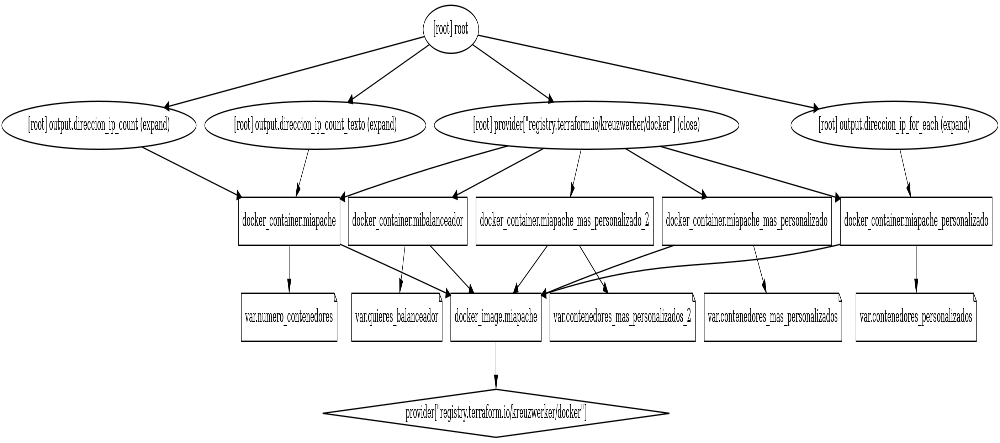 [root] root
[root] output.direccion_ip_count (expand)
[root] output.direccion_ip_count_texto (expand)
[root] provider["registry.terraform.io/kreuzwerker/docker"] (close)
[root] output.direccion_ip_for_each (expand)
docker_container.miapache
docker_container.mibalanceador
docker_container.miapache_mas_personalizado_2
docker_container.miapache_mas_personalizado
docker_container.miapache_personalizado
var.numero_contenedores
var.quieres_balanceador
docker_image.miapache
var.contenedores_mas_personalizados_2
var.contenedores_mas_personalizados
var.contenedores_personalizados
provider["registry.terraform.io/kreuzwerker/docker"]